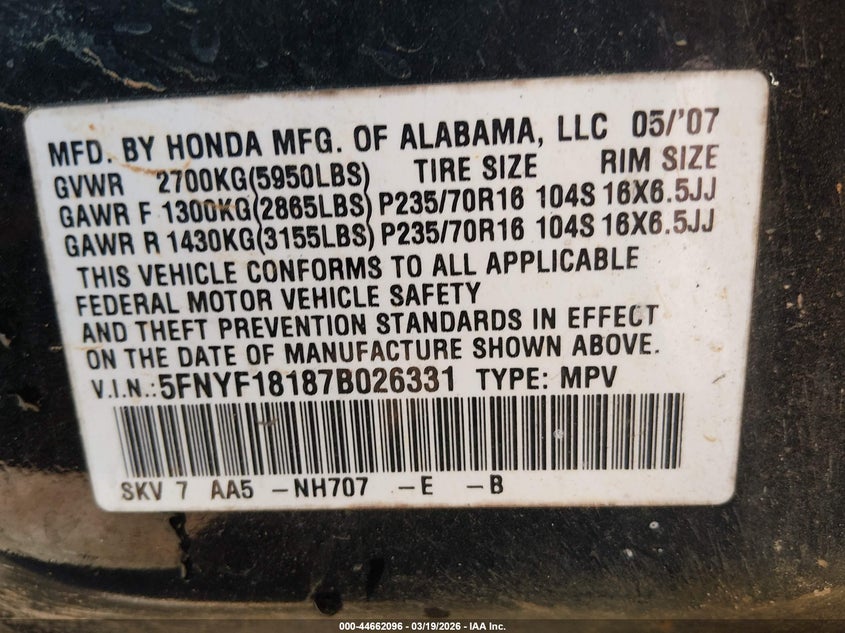 MFD. BY HONDA MFG. OF ALABAMA, LLC 05/'07
GVWR 2700KG(5950LBS) TIRE SIZE RIM SIZE
GAWR F 1300KG(2865LBS) P235/70R16 104S 16X6.5JJ
GAWR R 1430KG(3155LBS) P235/70R16 104S 16X6.5JJ
THIS VEHICLE CONFORMS TO ALL APPLICABLE
FEDERAL MOTOR VEHICLE SAFETY
AND THEFT PREVENTION STANDARDS IN EFFECT
ON THE DATE OF MANUFACTURE SHOWN ABOVE.
V.I.N.:5FNYF18187B026331 TYPE: MPV
SKV 7 AA5 -NH707 -E -B
000-44662096 - 03/19/2026 - IAA Inc.